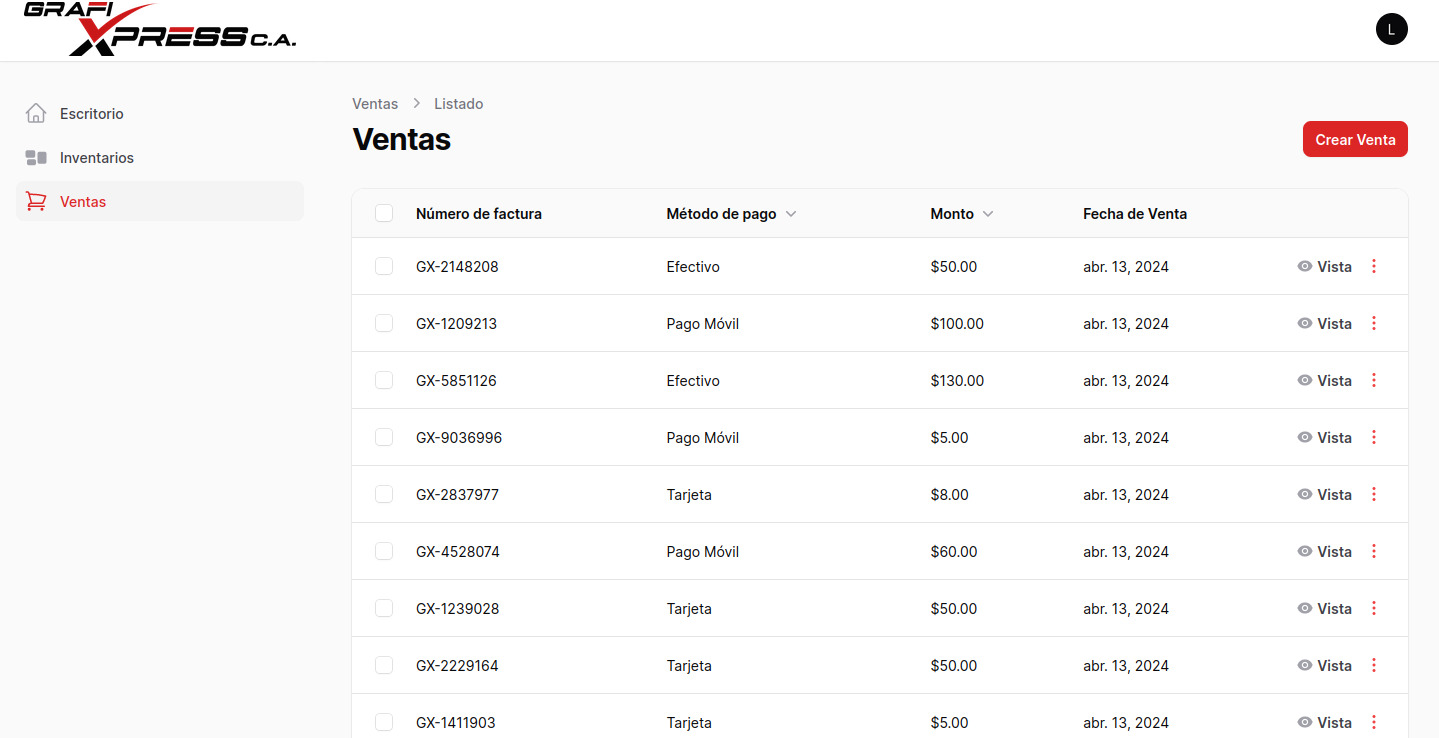 GRAFI
XPRESS C.A.
L
Escritorio
Inventarios
Ventas
Ventas Listado
Ventas
Crear Venta
Número de factura Método de pago Monto Fecha de Venta
GX-2148208 Efectivo $50.00 abr. 13, 2024 Vista
GX-1209213 Pago Móvil $100.00 abr. 13, 2024 Vista
GX-5851126 Efectivo $130.00 abr. 13, 2024 Vista
GX-9036996 Pago Móvil $5.00 abr. 13, 2024 Vista
GX-2837977 Tarjeta $8.00 abr. 13, 2024 Vista
GX-4528074 Pago Móvil $60.00 abr. 13, 2024 Vista
GX-1239028 Tarjeta $50.00 abr. 13, 2024 Vista
GX-2229164 Tarjeta $50.00 abr. 13, 2024 Vista
GX-1411903 Tarjeta $5.00 abr. 13, 2024 Vista